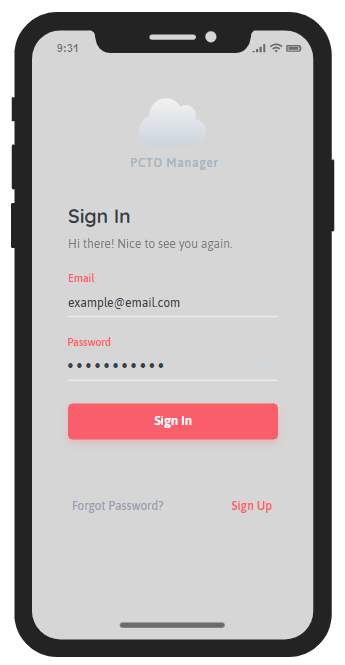 9:31
PCTO Manager
Sign In
Hi there! Nice to see you again.
Email
example@email.com
Password
•••••••••••
Sign In
Forgot Password? Sign Up